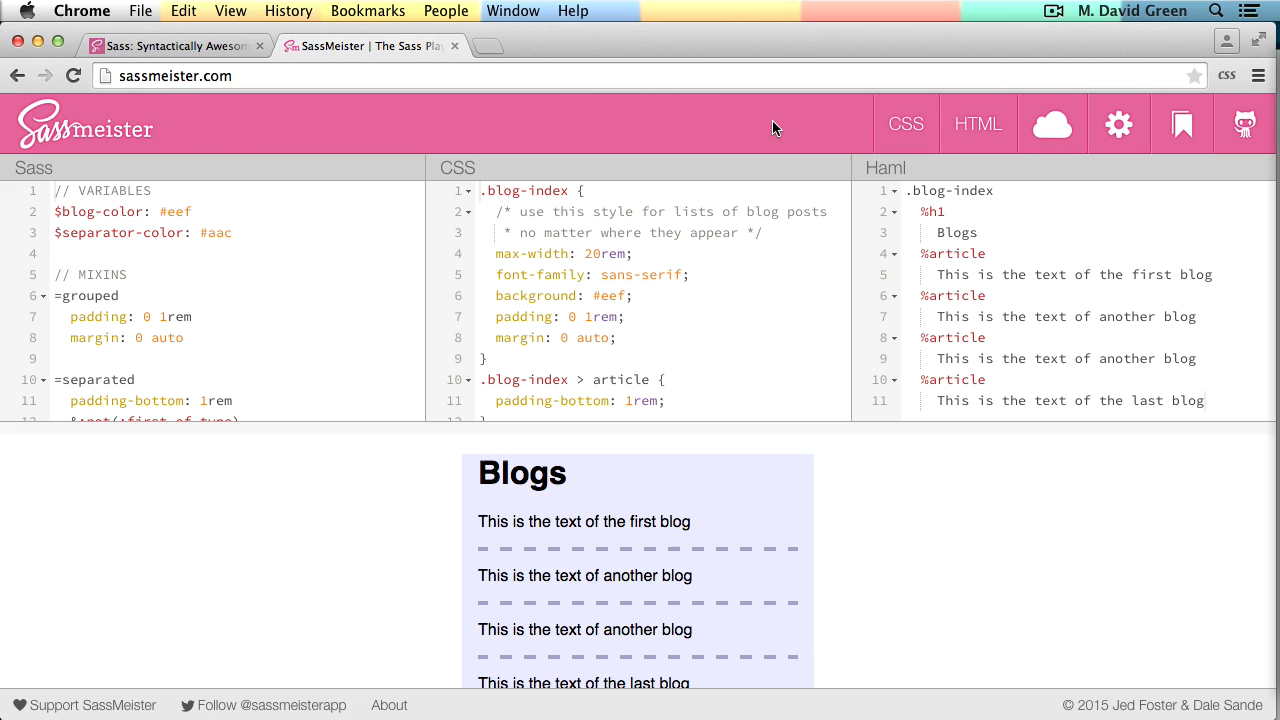 Chrome File Edit View History Bookmarks People Window Help M. David Green
Sass: Syntactically Awesom SassMeister | The Sass Play
sassmeister.com css
Sassmeister CSS HTML
Sass CSS Haml
1 // VARIABLES
2 $blog-color: #eef
3 $separator-color: #aac
4
5 // MIXINS
6 =grouped
7 padding: 0 1rem
8 margin: 0 auto
9
10 =separated
11 padding-bottom: 1rem
12 &:not(:first-of-type)
1 .blog-index {
2 /* use this style for lists of blog posts
3 * no matter where they appear */
4 max-width: 20rem;
5 font-family: sans-serif;
6 background: #eef;
7 padding: 0 1rem;
8 margin: 0 auto;
9 }
10 .blog-index > article {
11 padding-bottom: 1rem;
12 }
1 .blog-index
2 %h1
3 Blogs
4 %article
5 This is the text of the first blog
6 %article
7 This is the text of another blog
8 %article
9 This is the text of another blog
10 %article
11 This is the text of the last blog
Blogs
This is the text of the first blog
This is the text of another blog
This is the text of another blog
This is the text of the last blog
Support SassMeister Follow @sassmeisterapp About © 2015 Jed Foster & Dale Sande